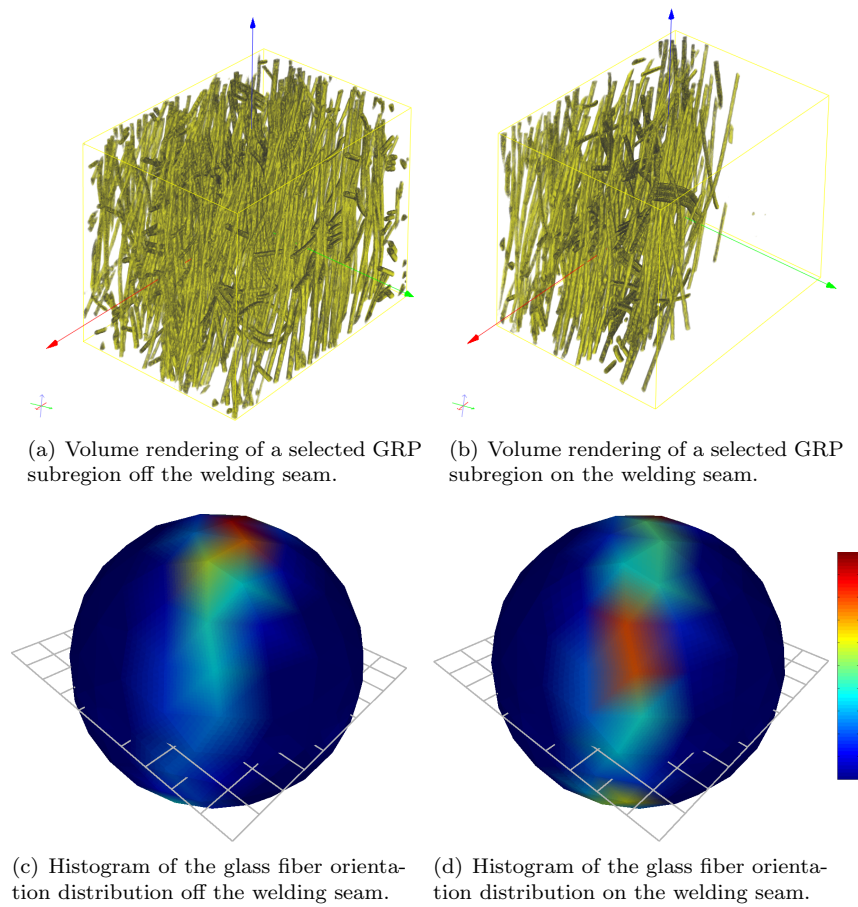 (a) Volume rendering of a selected GRP
subregion off the welding seam.
(b) Volume rendering of a selected GRP
subregion on the welding seam.
(c) Histogram of the glass fiber orienta-
tion distribution off the welding seam.
(d) Histogram of the glass fiber orien-
tation distribution on the welding seam.